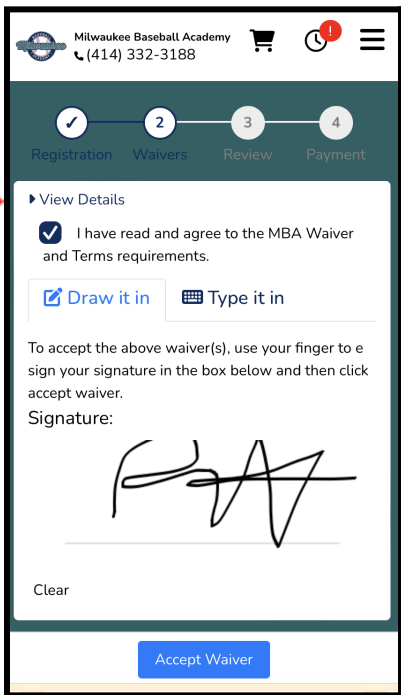 Milwaukee Baseball Academy
(414) 332-3188
!
2
3
4
Registration
Waivers
Review
Payment
View Details
I have read and agree to the MBA Waiver
and Terms requirements.
Draw it in
Type it in
To accept the above waiver(s), use your finger to e
sign your signature in the box below and then click
accept waiver.
Signature:
Clear
Accept Waiver